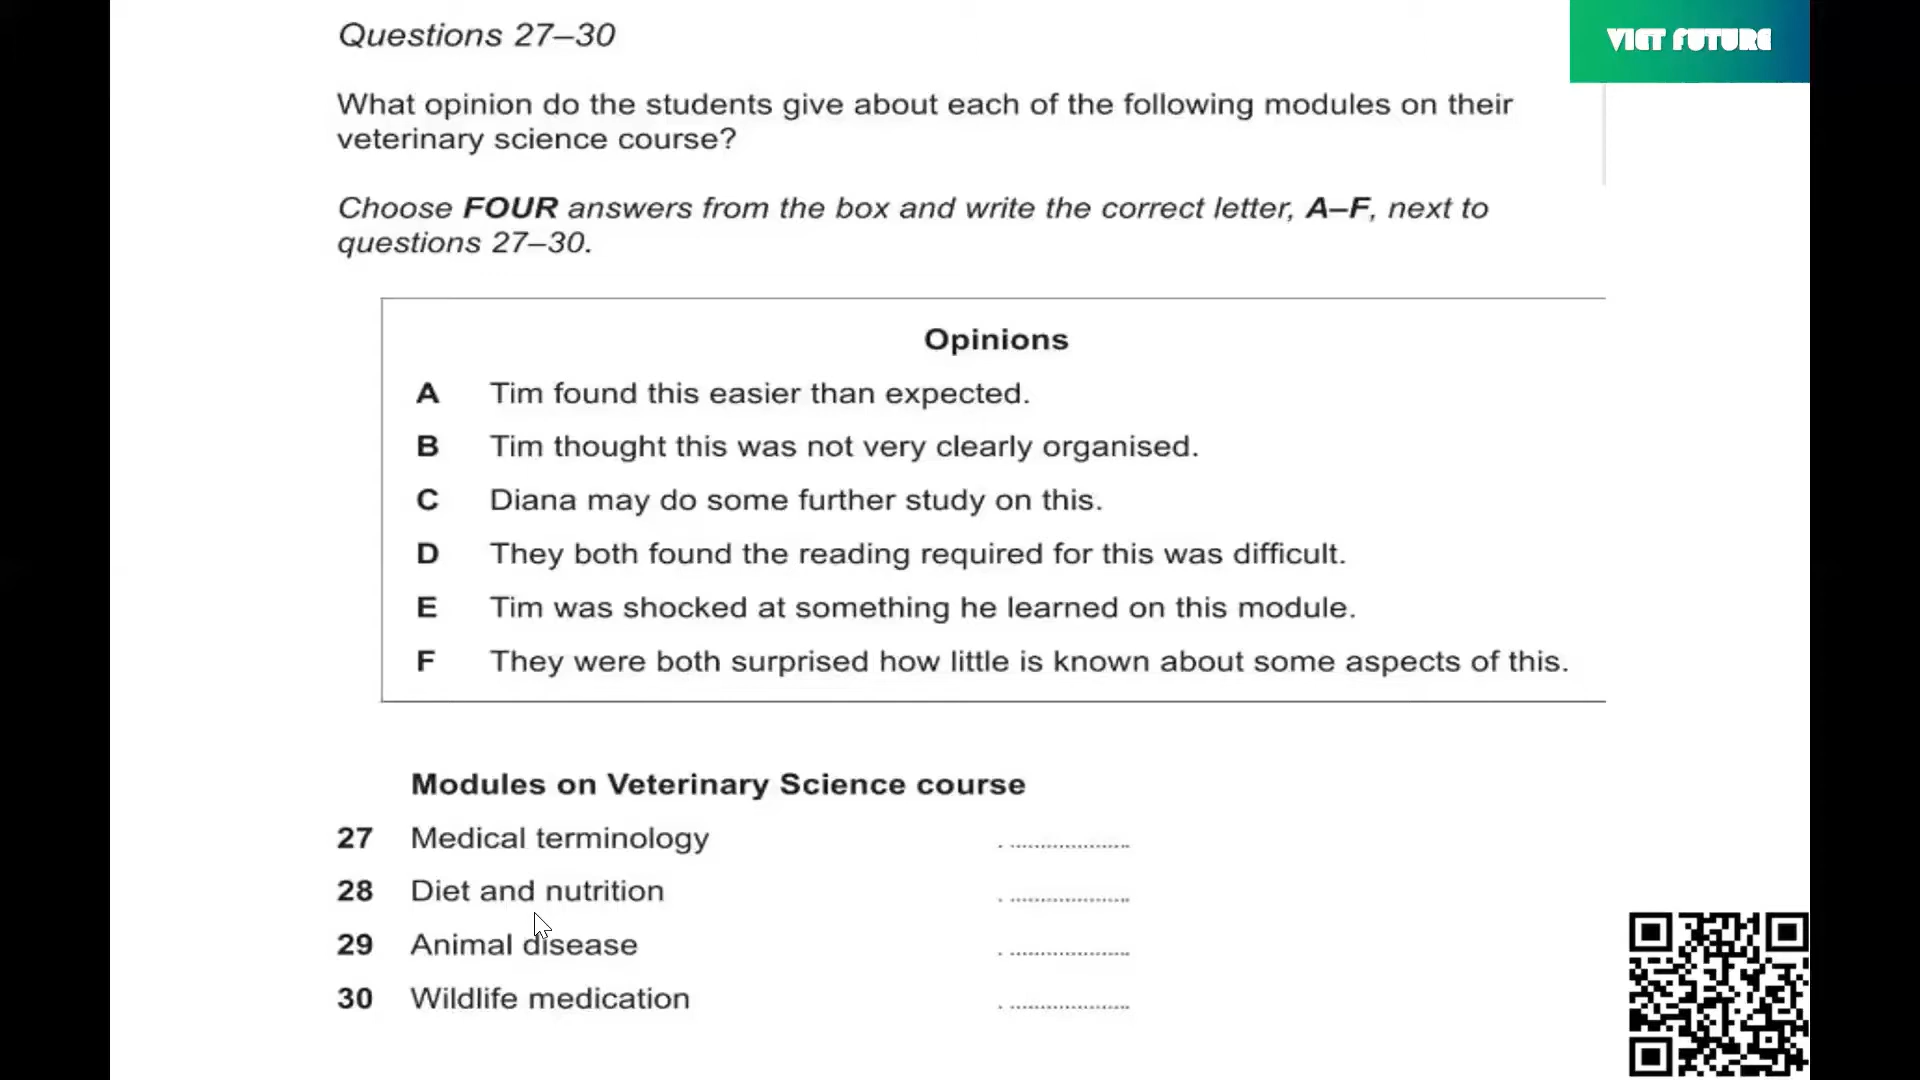 Questions 27–30
VIET FUTURE
What opinion do the students give about each of the following modules on their
veterinary science course?
Choose FOUR answers from the box and write the correct letter, A–F, next to
questions 27–30.
Opinions
A Tim found this easier than expected.
B Tim thought this was not very clearly organised.
C Diana may do some further study on this.
D They both found the reading required for this was difficult.
E Tim was shocked at something he learned on this module.
F They were both surprised how little is known about some aspects of this.
Modules on Veterinary Science course
27 Medical terminology ....................
28 Diet and nutrition ....................
29 Animal disease ....................
30 Wildlife medication ....................